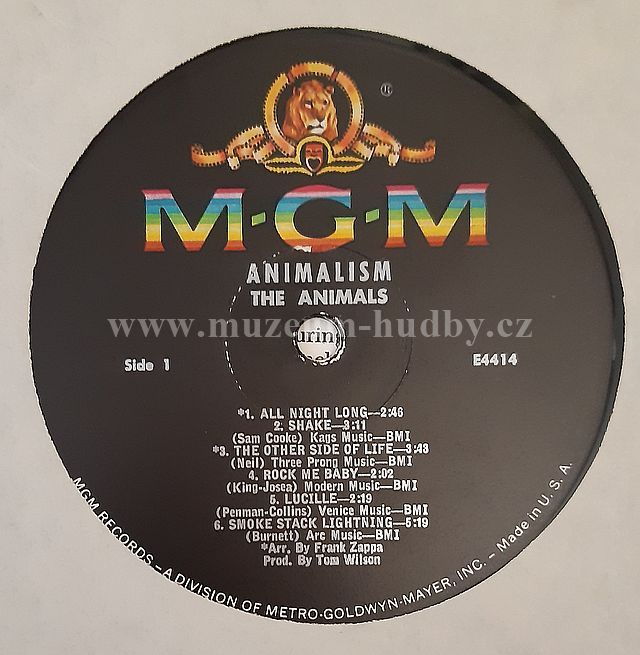 ®
M·G·M
ANIMALISM
THE ANIMALS
www.muzeum-hudby.cz
Side 1
E4414
*1. ALL NIGHT LONG—2:46
2. SHAKE—3:11
(Sam Cooke) Kags Music—BMI
*3. THE OTHER SIDE OF LIFE—3:43
(Neil) Three Prong Music—BMI
4. ROCK ME BABY—2:02
(King-Josea) Modern Music—BMI
5. LUCILLE—2:19
(Penman-Collins) Venice Music—BMI
6. SMOKE STACK LIGHTNING—5:19
(Burnett) Arc Music—BMI
*Arr. By Frank Zappa
Prod. By Tom Wilson
MGM RECORDS – A DIVISION OF METRO-GOLDWYN-MAYER, INC. – Made in U. S. A.